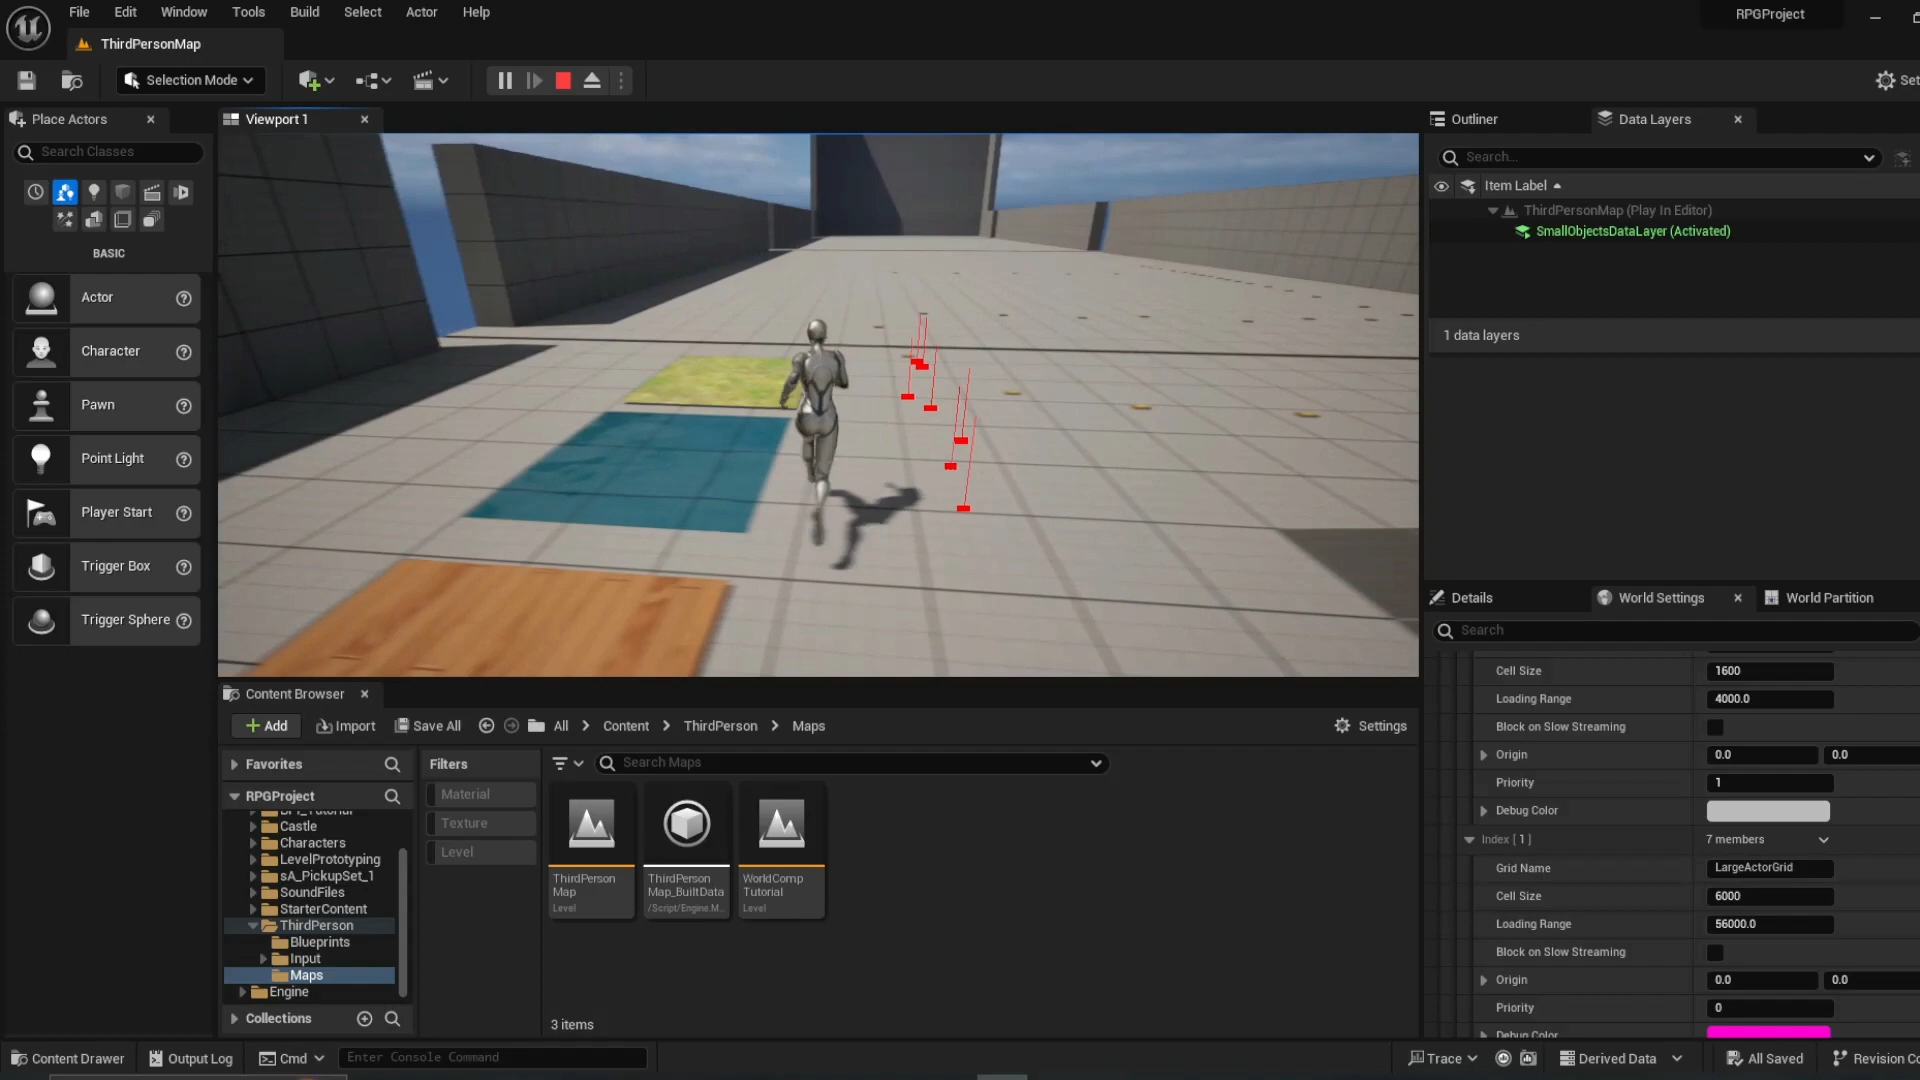 File Edit Window Tools Build Select Actor Help
RPGProject
ThirdPersonMap
Selection Mode
Set
Place Actors
Viewport 1
Outliner
Data Layers
Search Classes
Search...
Item Label
ThirdPersonMap (Play In Editor)
SmallObjectsDataLayer (Activated)
1 data layers
BASIC
Actor
Character
Pawn
Point Light
Player Start
Trigger Box
Trigger Sphere
Details
World Settings
World Partition
Search
Cell Size 1600
Loading Range 4000.0
Block on Slow Streaming
Origin 0.0 0.0
Priority 1
Debug Color
Index [ 1 ] 7 members
Grid Name LargeActorGrid
Cell Size 6000
Loading Range 56000.0
Block on Slow Streaming
Origin 0.0 0.0
Priority 0
Debug Color
Content Browser
Add Import Save All All Content ThirdPerson Maps Settings
Favorites
RPGProject
Castle
Characters
LevelPrototyping
sA_PickupSet_1
SoundFiles
StarterContent
ThirdPerson
Blueprints
Input
Maps
Engine
Collections
Filters
Material
Texture
Level
Search Maps
ThirdPerson
Map
Level
ThirdPerson
Map_BuiltData
/Script/Engine.M...
WorldComp
Tutorial
Level
3 items
Content Drawer Output Log Cmd Enter Console Command
Trace Derived Data All Saved Revision Co